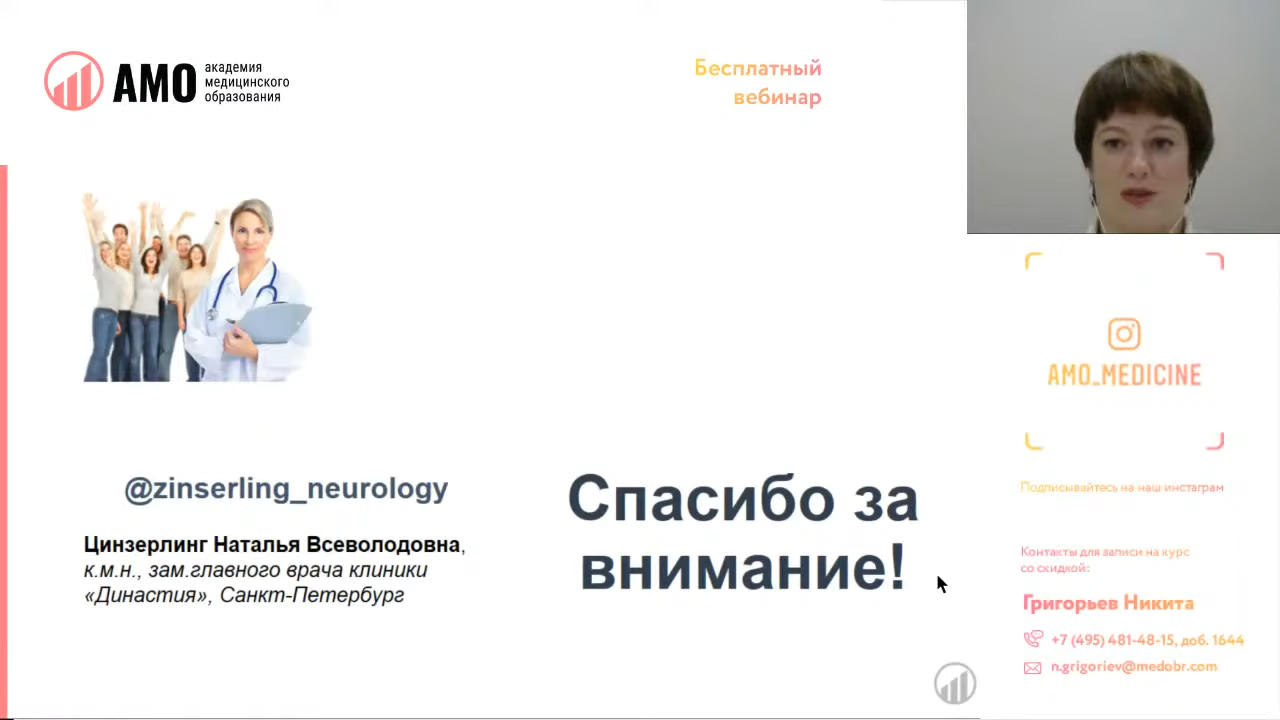 АМО
академия
медицинского
образования
Бесплатный
вебинар
@zinserling_neurology
Цинзерлинг Наталья Всеволодовна,
к.м.н., зам.главного врача клиники
«Династия», Санкт-Петербург
Спасибо за
внимание!
AMO_MEDICINE
Подписывайтесь на наш инстаграм
Контакты для записи на курс
со скидкой:
Григорьев Никита
+7 (495) 481-48-15, доб. 1644
n.grigoriev@medobr.com